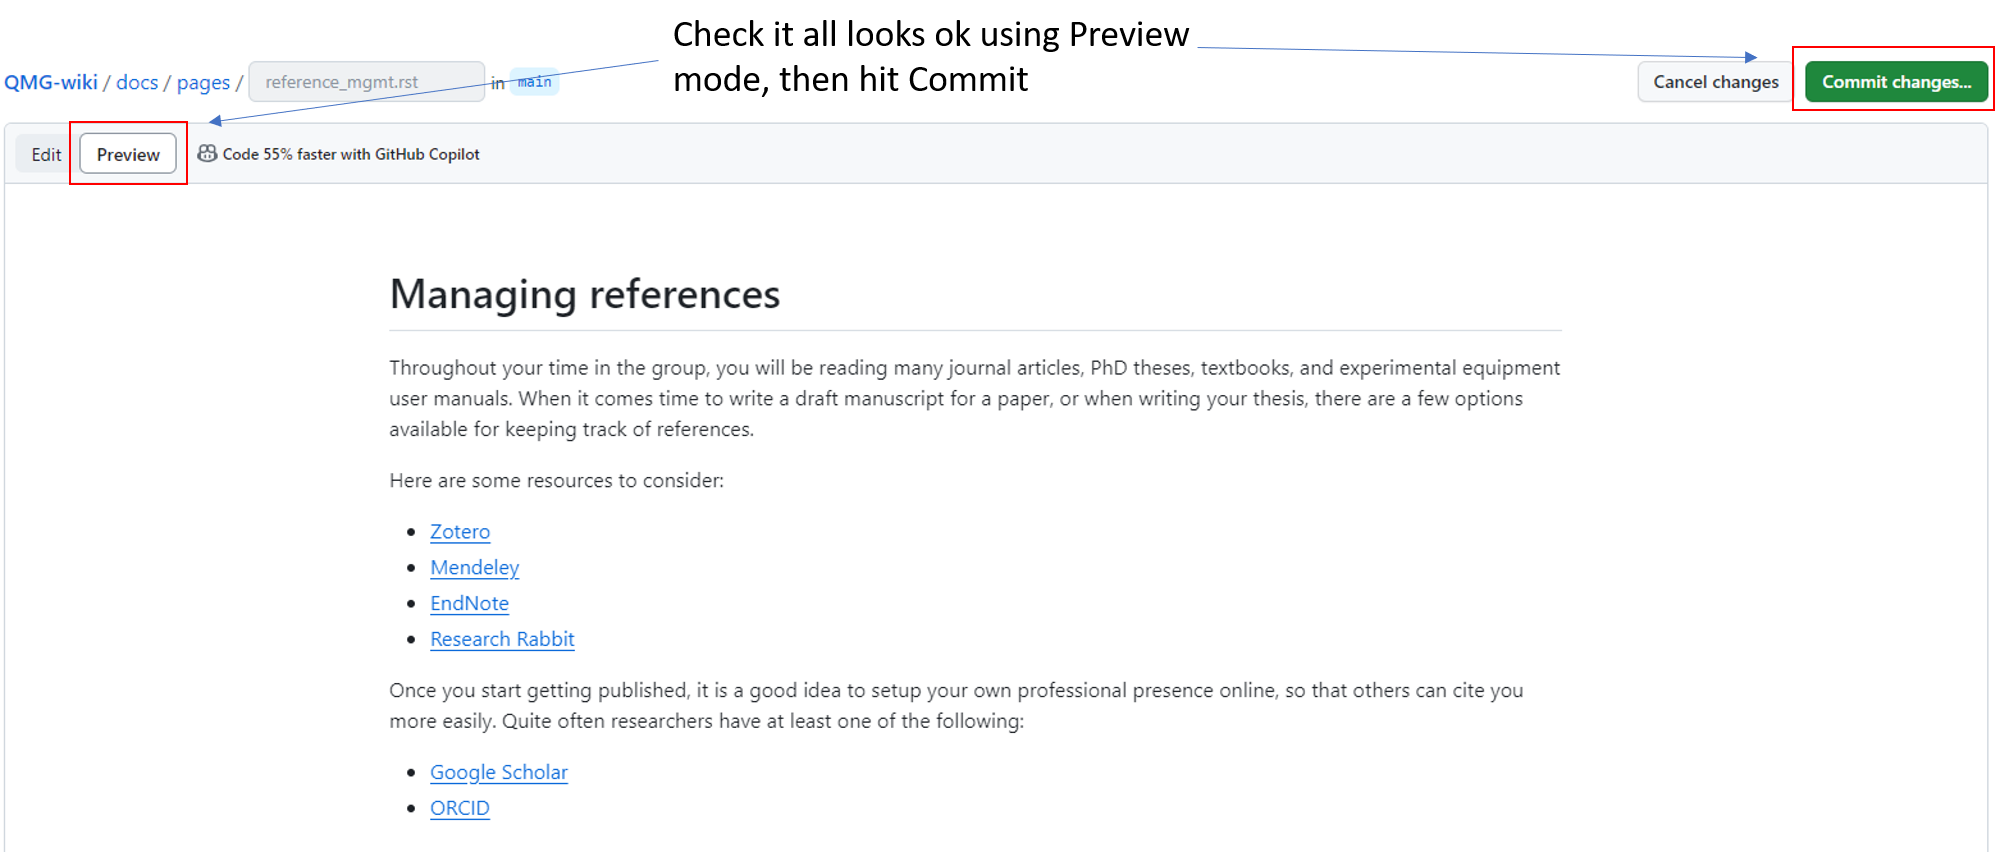 Check it all looks ok using Preview
mode, then hit Commit
QMG-wiki / docs / pages / reference_mgmt.rst in main
Cancel changes
Commit changes...
Edit
Preview
Code 55% faster with GitHub Copilot
Managing references
Throughout your time in the group, you will be reading many journal articles, PhD theses, textbooks, and experimental equipment
user manuals. When it comes time to write a draft manuscript for a paper, or when writing your thesis, there are a few options
available for keeping track of references.
Here are some resources to consider:
• Zotero
• Mendeley
• EndNote
• Research Rabbit
Once you start getting published, it is a good idea to setup your own professional presence online, so that others can cite you
more easily. Quite often researchers have at least one of the following:
• Google Scholar
• ORCID